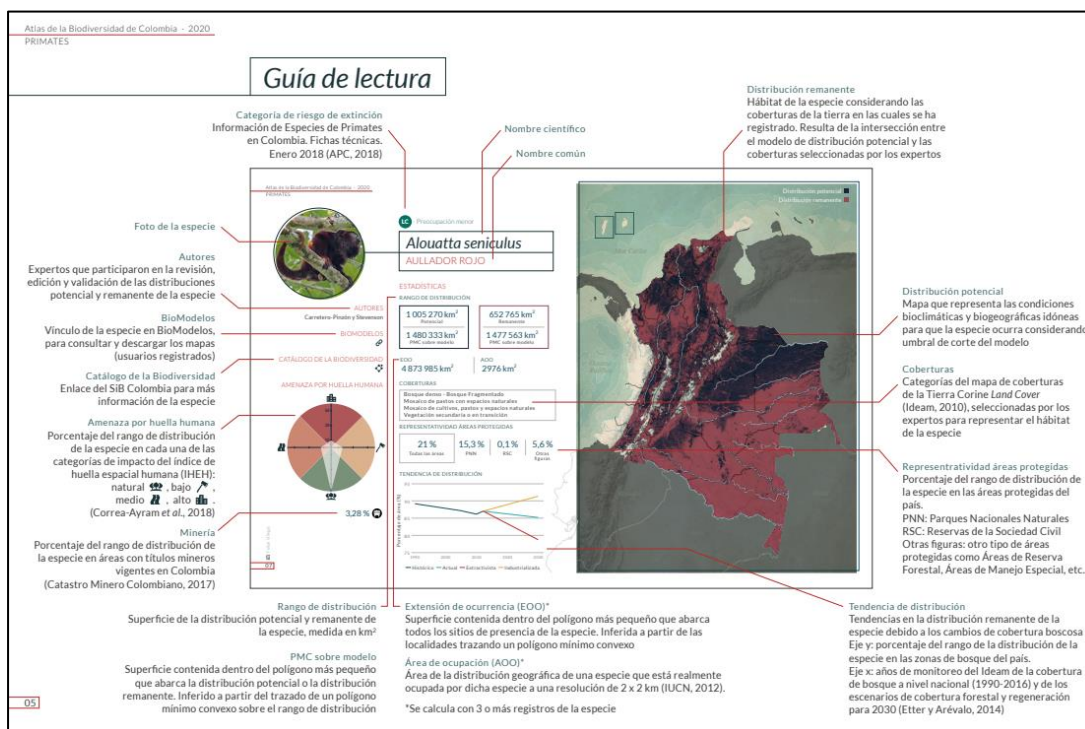 Atlas de la Biodiversidad de Colombia - 2020
PRIMATES
Guía de lectura
Categoría de riesgo de extinción
Información de Especies de Primates
en Colombia. Fichas técnicas.
Enero 2018 (APC, 2018)
Nombre científico
Nombre común
Distribución remanente
Hábitat de la especie considerando las
coberturas de la tierra en las cuales se ha
registrado. Resulta de la intersección entre
el modelo de distribución potencial y las
coberturas seleccionadas por los expertos
Foto de la especie
Autores
Expertos que participaron en la revisión,
edición y validación de las distribuciones
potencial y remanente de la especie
BioModelos
Vínculo de la especie en BioModelos,
para consultar y descargar los mapas
(usuarios registrados)
Catálogo de la Biodiversidad
Enlace del SiB Colombia para más
información de la especie
Amenaza por huella humana
Porcentaje del rango de distribución
de la especie en cada una de las
categorías de impacto del índice de
huella espacial humana (IHEH):
natural , bajo ,
medio , alto .
(Correa-Ayram et al., 2018)
Minería
Porcentaje del rango de distribución de
la especie en áreas con títulos mineros
vigentes en Colombia
(Catastro Minero Colombiano, 2017)
Atlas de la Biodiversidad de Colombia - 2020
PRIMATES
LC Preocupación menor
Alouatta seniculus
AULLADOR ROJO
AUTORES
Carretero-Pinzón y Stevenson
BIOMODELOS
CATÁLOGO DE LA BIODIVERSIDAD
AMENAZA POR HUELLA HUMANA
3,28 %
07
ESTADÍSTICAS
RANGO DE DISTRIBUCIÓN
1 005 270 km²
Potencial
1 480 333 km²
PMC sobre modelo
652 765 km²
Remanente
1 477 563 km²
PMC sobre modelo
EOO
4 873 985 km²
AOO
2976 km²
COBERTURAS
Bosque denso - Bosque Fragmentado
Mosaico de pastos con espacios naturales
Mosaico de cultivos, pastos y espacios naturales
Vegetación secundaria o en transición
REPRESENTATIVIDAD ÁREAS PROTEGIDAS
21 %
Todas las áreas
15,3 %
PNN
0,1 %
RSC
5,6 %
Otras
figuras
TENDENCIA DE DISTRIBUCIÓN
Porcentaje de área (%)
Histórico Actual Extractivista Industrializado
Distribución potencial
Distribución remanente
Mar Caribe
Distribución potencial
Mapa que representa las condiciones
bioclimáticas y biogeográficas idóneas
para que la especie ocurra considerando
umbral de corte del modelo
Coberturas
Categorías del mapa de coberturas
de la Tierra Corine Land Cover
(Ideam, 2010), seleccionadas por los
expertos para representar el hábitat
de la especie
Representratividad áreas protegidas
Porcentaje del rango de distribución de
la especie en las áreas protegidas del
país.
PNN: Parques Nacionales Naturales
RSC: Reservas de la Sociedad Civil
Otras figuras: otro tipo de áreas
protegidas como Áreas de Reserva
Forestal, Áreas de Manejo Especial, etc.
Rango de distribución
Superficie de la distribución potencial y remanente de
la especie, medida en km²
PMC sobre modelo
Superficie contenida dentro del polígono más pequeño
que abarca la distribución potencial o la distribución
remanente. Inferido a partir del trazado de un polígono
mínimo convexo sobre el rango de distribución
Extensión de ocurrencia (EOO)*
Superficie contenida dentro del polígono más pequeño que abarca
todos los sitios de presencia de la especie. Inferida a partir de las
localidades trazando un polígono mínimo convexo
Área de ocupación (AOO)*
Área de la distribución geográfica de una especie que está realmente
ocupada por dicha especie a una resolución de 2 x 2 km (IUCN, 2012).
*Se calcula con 3 o más registros de la especie
Tendencia de distribución
Tendencias en la distribución remanente de la
especie debido a los cambios de cobertura boscosa
Eje y: porcentaje del rango de la distribución de la
especie en las zonas de bosque del país.
Eje x: años de monitoreo del Ideam de la cobertura
de bosque a nivel nacional (1990-2016) y de los
escenarios de cobertura forestal y regeneración
para 2030 (Etter y Arévalo, 2014)
05